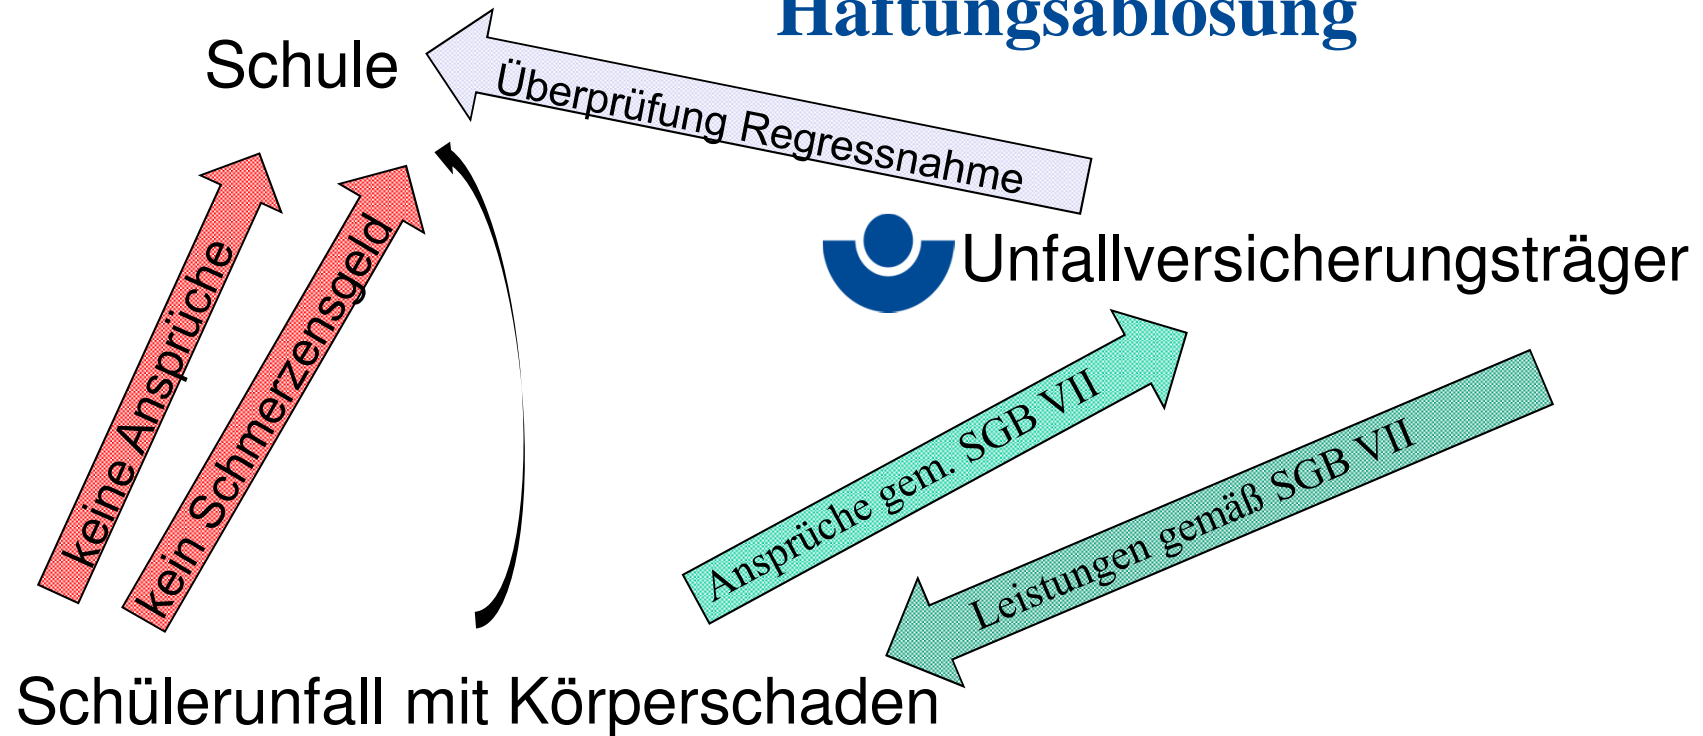 Haftungsablösung
Schule
Überprüfung Regressnahme
Unfallversicherungsträger
keine Ansprüche
kein Schmerzensgeld
Ansprüche gem. SGB VII
Leistungen gemäß SGB VII
Schülerunfall mit Körperschaden